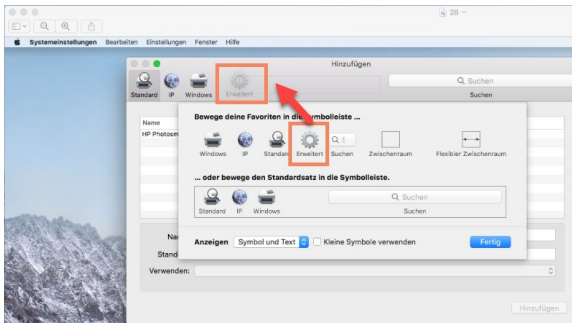 28
Systemeinstellungen Bearbeiten Einstellungen Fenster Hilfe
Hinzufügen
Standard IP Windows Erweitert
Suchen
Suchen
Name
HP Photosm
Bewege deine Favoriten in die Symbolleiste ...
Windows IP Standard Erweitert Suchen Zwischenraum Flexibler Zwischenraum
... oder bewege den Standardsatz in die Symbolleiste.
Suchen
Standard IP Windows Suchen
Anzeigen Symbol und Text Kleine Symbole verwenden Fertig
Verwenden:
Hinzufügen